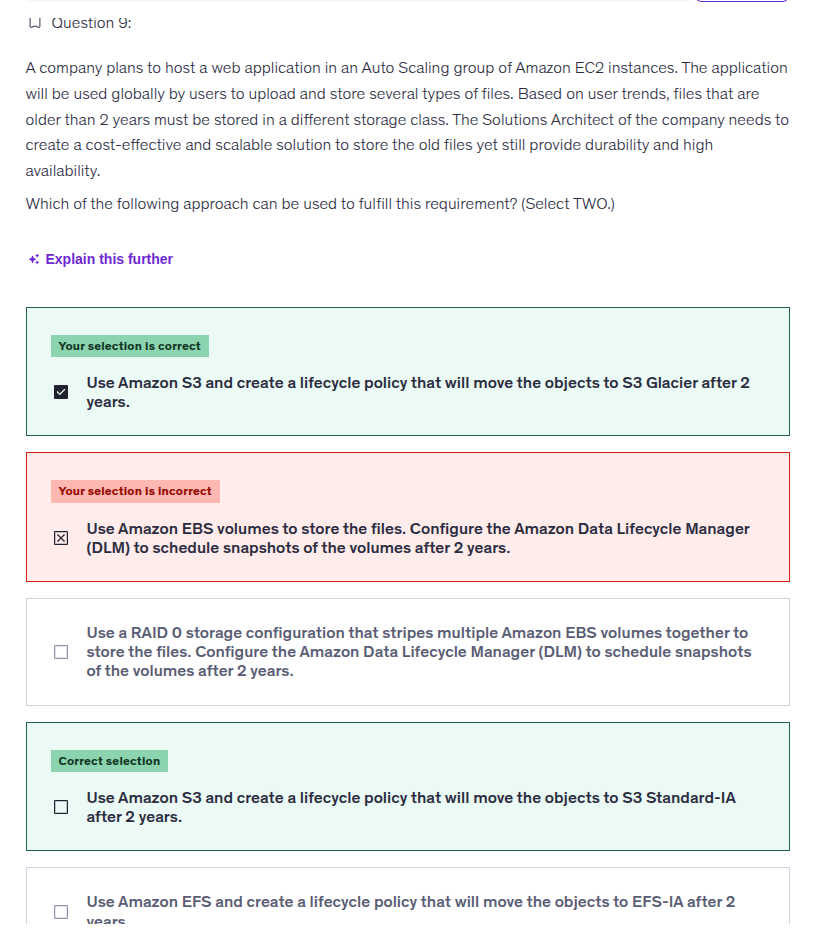 Question 9:
A company plans to host a web application in an Auto Scaling group of Amazon EC2 instances. The application
will be used globally by users to upload and store several types of files. Based on user trends, files that are
older than 2 years must be stored in a different storage class. The Solutions Architect of the company needs to
create a cost-effective and scalable solution to store the old files yet still provide durability and high
availability.
Which of the following approach can be used to fulfill this requirement? (Select TWO.)
Explain this further
Your selection is correct
Use Amazon S3 and create a lifecycle policy that will move the objects to S3 Glacier after 2
years.
Your selection is incorrect
Use Amazon EBS volumes to store the files. Configure the Amazon Data Lifecycle Manager
(DLM) to schedule snapshots of the volumes after 2 years.
Use a RAID 0 storage configuration that stripes multiple Amazon EBS volumes together to
store the files. Configure the Amazon Data Lifecycle Manager (DLM) to schedule snapshots
of the volumes after 2 years.
Correct selection
Use Amazon S3 and create a lifecycle policy that will move the objects to S3 Standard-IA
after 2 years.
Use Amazon EFS and create a lifecycle policy that will move the objects to EFS-IA after 2
years